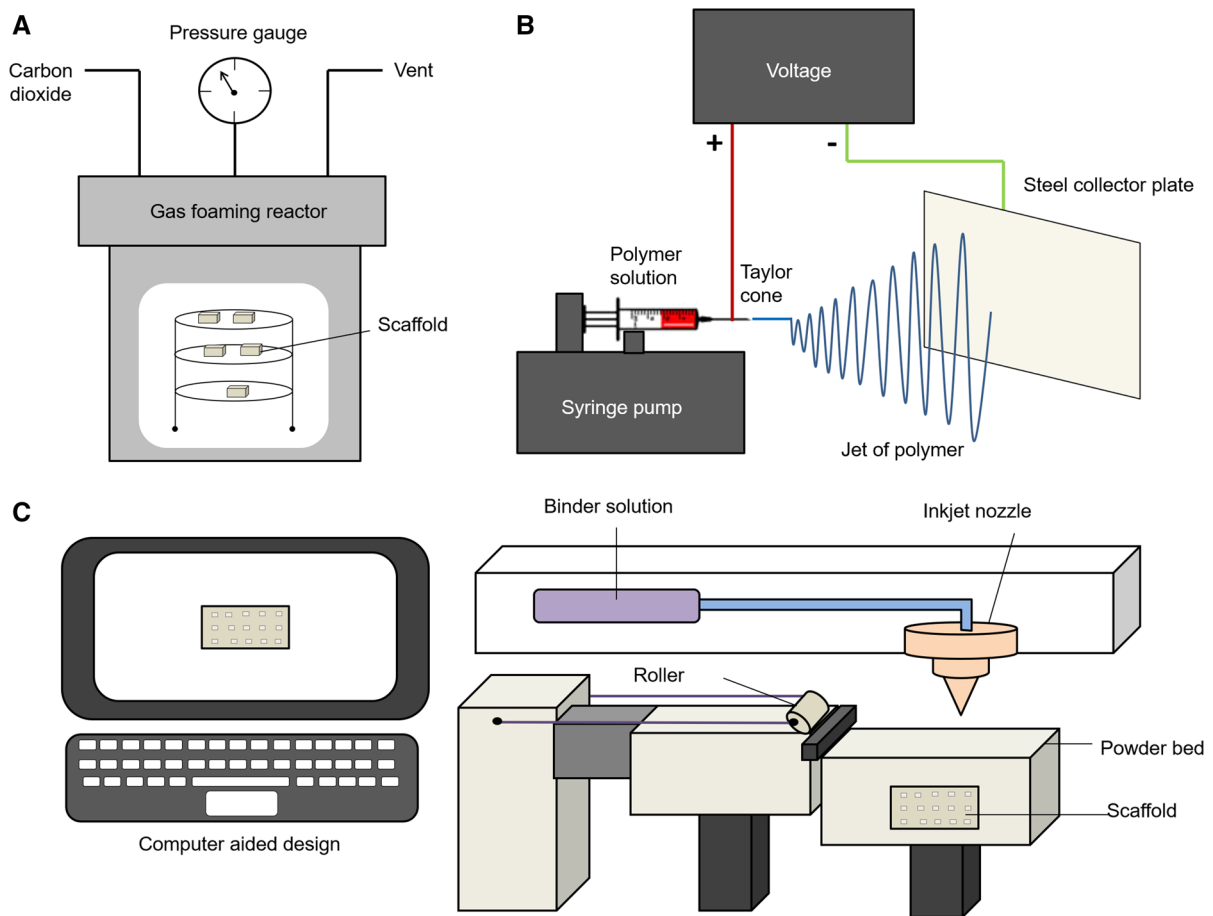 A
Pressure gauge
Carbon
dioxide
Vent
Gas foaming reactor
Scaffold
B
Voltage
+
-
Steel collector plate
Polymer
solution
Taylor
cone
Syringe pump
Jet of polymer
C
Computer aided design
Binder solution
Inkjet nozzle
Roller
Powder bed
Scaffold